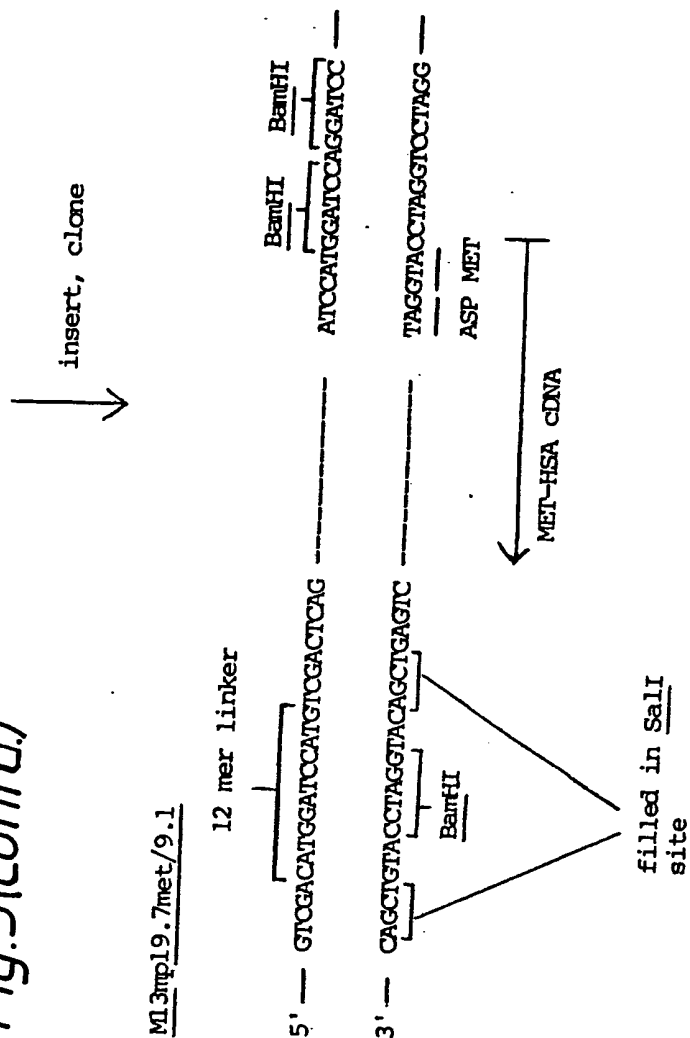 Fig.5(cont'd.)
insert, clone
M13mp19.7met/9.1
12 mer linker
BamHI
BamHI
5' — GTCGACATGGATCCATGTCGACTCAG ------- ATCCATGGATCCAGGATCC —
3' — CAGCTGTACCTAGGTACAGCTGAGTC ------- TAGGTACCTAGGTCCTAGG —
BamHI
ASP MET
MET-HSA cDNA
filled in SalI
site